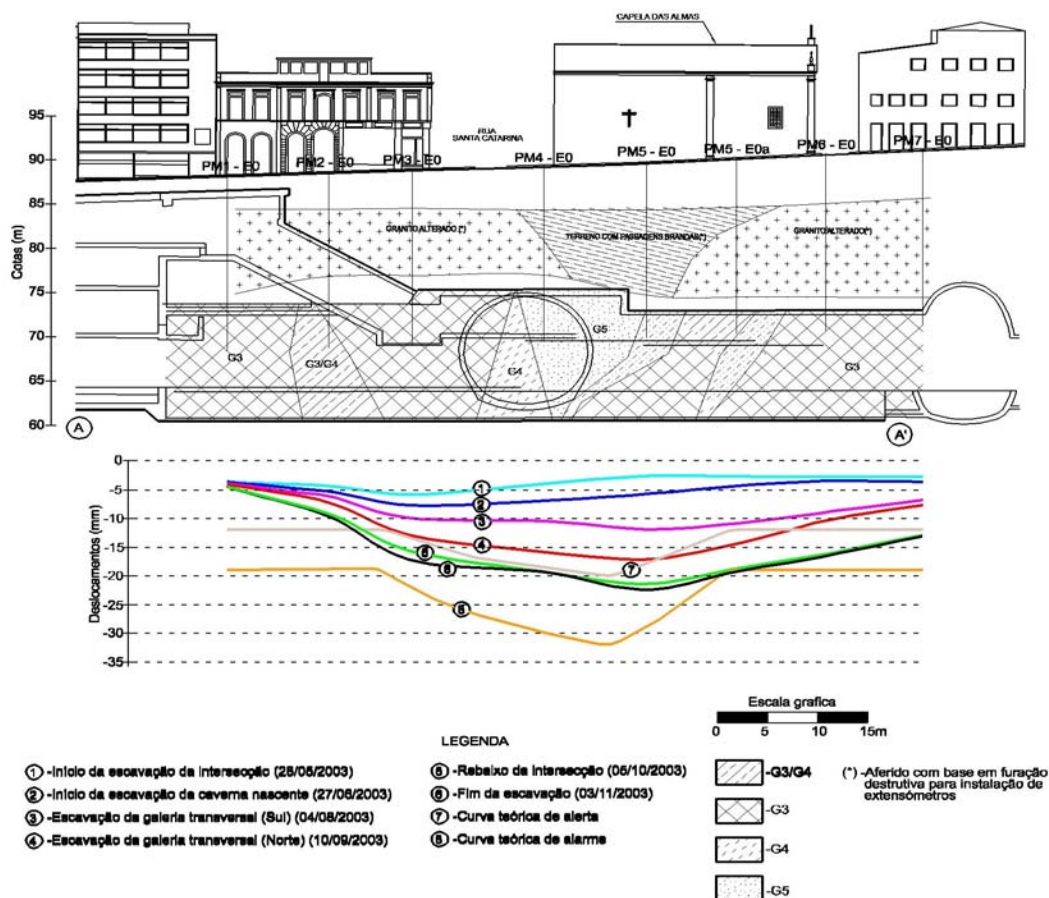 CAPELA DAS ALMAS
RUA
SANTA CATARINA
PM1 - E0
PM2 - E0
PM3 - E0
PM4 - E0
PM5 - E0
PM5 - E0a
PM6 - E0
PM7 - E0
Cotas (m)
95
90
85
80
75
70
65
60
GRANITO ALTERADO (*)
TERRENO COM PASSAGENS BRANDAS(*)
GRANITO ALTERADO(*)
G3
G3/G4
G4
G5
G3
A
A'
Deslocamentos (mm)
0
-5
-10
-15
-20
-25
-30
-35
1
2
3
4
5
6
7
8
Escala grafica
0 5 10 15m
LEGENDA
1 -Início da escavação da intersecção (28/05/2003)
2 -Início da escavação da caverna nascente (27/06/2003)
3 -Escavação da galeria transversal (Sul) (04/08/2003)
4 -Escavação da galeria transversal (Norte) (10/09/2003)
5 -Rebaixo da intersecção (06/10/2003)
6 -Fim da escavação (03/11/2003)
7 -Curva teórica de alerta
8 -Curva teórica de alarme
-G3/G4
-G3
-G4
-G5
(*) -Aferido com base em furação
destrutiva para instalação de
extensómetros